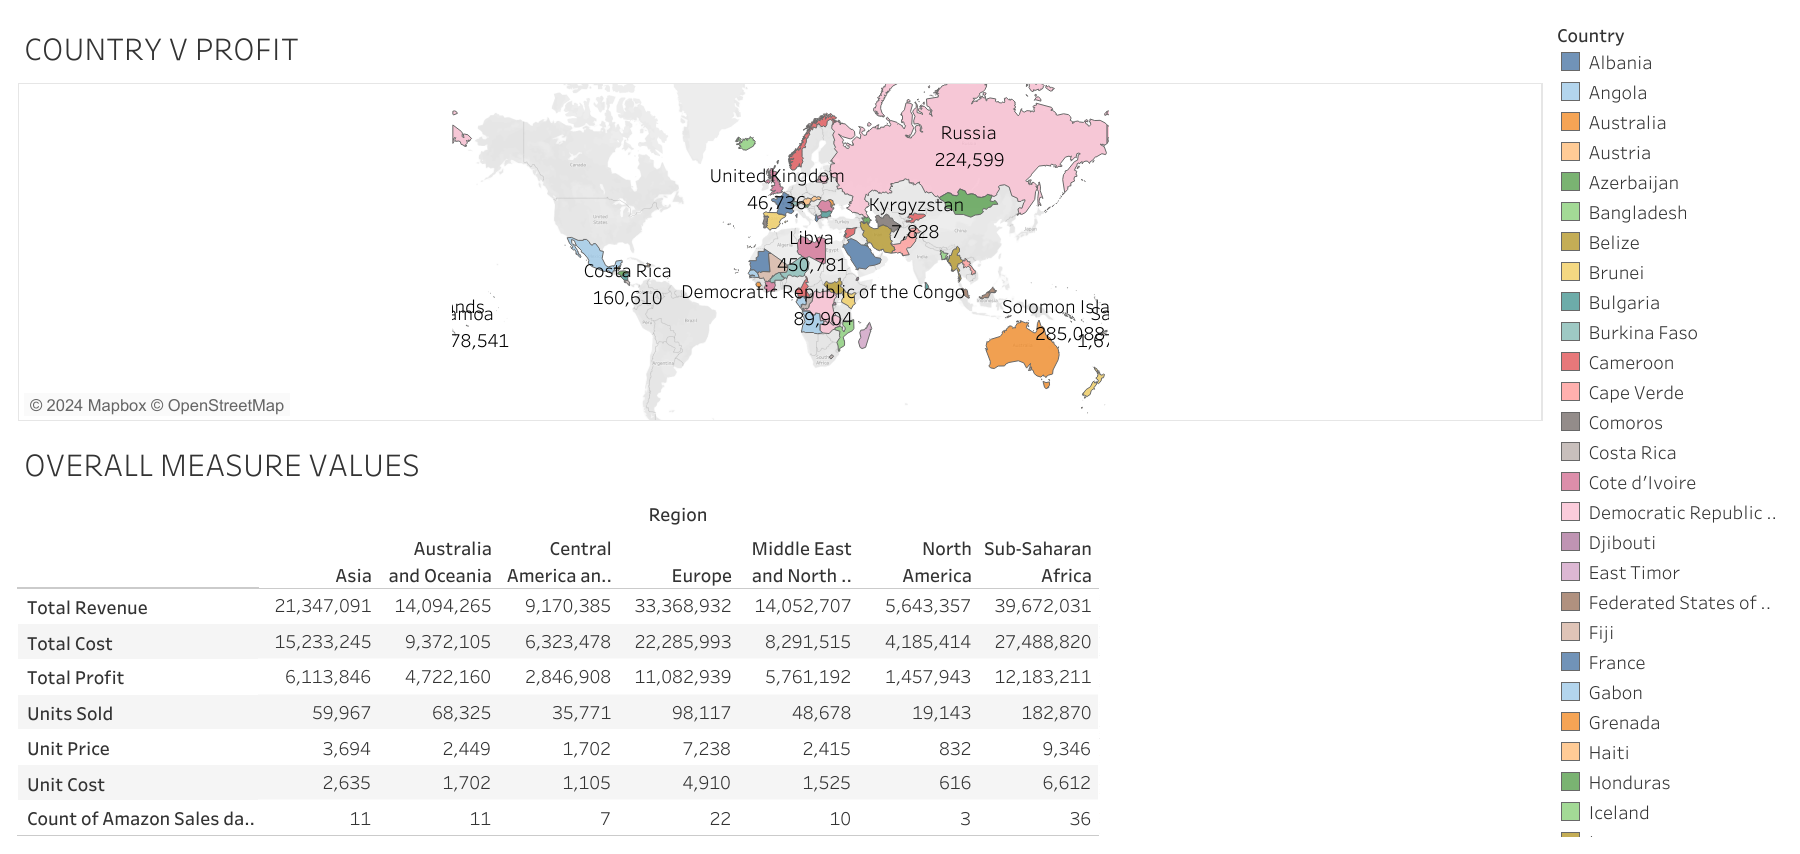 COUNTRY V PROFIT
Russia
224,599
United Kingdom
46,736
Kyrgyzstan
7,828
Libya
450,781
Costa Rica
160,610
Democratic Republic of the Congo
89,904
Solomon Isla
285,088
Sa
1,67
nds
amoa
78,541
© 2024 Mapbox © OpenStreetMap
OVERALL MEASURE VALUES
Region
Asia Australia and Oceania Central America an.. Europe Middle East and North .. North America Sub-Saharan Africa
Total Revenue 21,347,091 14,094,265 9,170,385 33,368,932 14,052,707 5,643,357 39,672,031
Total Cost 15,233,245 9,372,105 6,323,478 22,285,993 8,291,515 4,185,414 27,488,820
Total Profit 6,113,846 4,722,160 2,846,908 11,082,939 5,761,192 1,457,943 12,183,211
Units Sold 59,967 68,325 35,771 98,117 48,678 19,143 182,870
Unit Price 3,694 2,449 1,702 7,238 2,415 832 9,346
Unit Cost 2,635 1,702 1,105 4,910 1,525 616 6,612
Count of Amazon Sales da.. 11 11 7 22 10 3 36
Country
Albania
Angola
Australia
Austria
Azerbaijan
Bangladesh
Belize
Brunei
Bulgaria
Burkina Faso
Cameroon
Cape Verde
Comoros
Costa Rica
Cote d'Ivoire
Democratic Republic ..
Djibouti
East Timor
Federated States of ..
Fiji
France
Gabon
Grenada
Haiti
Honduras
Iceland